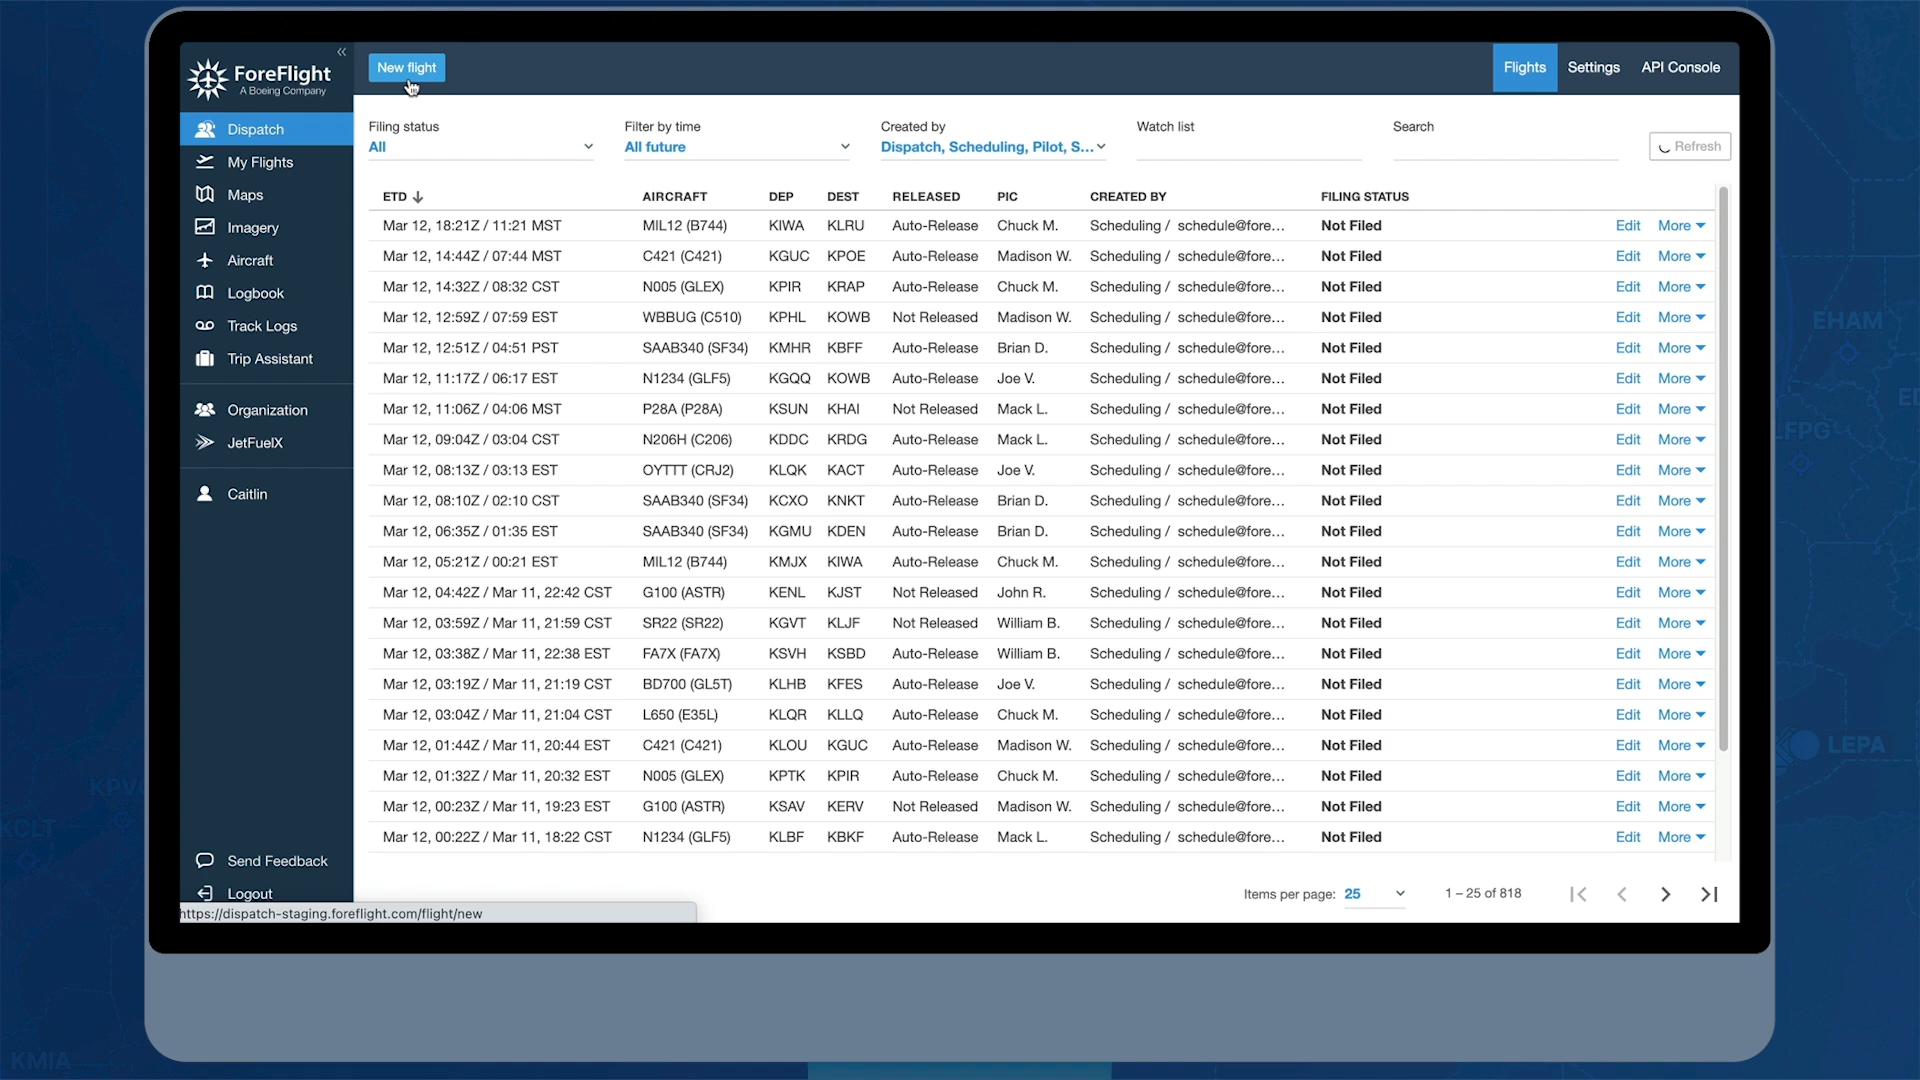 «
ForeFlight
A Boeing Company
New flight
Flights Settings API Console
Dispatch
My Flights
Maps
Imagery
Aircraft
Logbook
Track Logs
Trip Assistant
Organization
JetFuelX
Caitlin
Send Feedback
Logout
https://dispatch-staging.foreflight.com/flight/new
Filing status Filter by time Created by Watch list Search
All All future Dispatch, Scheduling, Pilot, S... Refresh
ETD AIRCRAFT DEP DEST RELEASED PIC CREATED BY FILING STATUS
Mar 12, 18:21Z / 11:21 MST MIL12 (B744) KIWA KLRU Auto-Release Chuck M. Scheduling / schedule@fore... Not Filed Edit More
Mar 12, 14:44Z / 07:44 MST C421 (C421) KGUC KPOE Auto-Release Madison W. Scheduling / schedule@fore... Not Filed Edit More
Mar 12, 14:32Z / 08:32 CST N005 (GLEX) KPIR KRAP Auto-Release Chuck M. Scheduling / schedule@fore... Not Filed Edit More
Mar 12, 12:59Z / 07:59 EST WBBUG (C510) KPHL KOWB Not Released Madison W. Scheduling / schedule@fore... Not Filed Edit More
Mar 12, 12:51Z / 04:51 PST SAAB340 (SF34) KMHR KBFF Auto-Release Brian D. Scheduling / schedule@fore... Not Filed Edit More
Mar 12, 11:17Z / 06:17 EST N1234 (GLF5) KGQQ KOWB Auto-Release Joe V. Scheduling / schedule@fore... Not Filed Edit More
Mar 12, 11:06Z / 04:06 MST P28A (P28A) KSUN KHAI Not Released Mack L. Scheduling / schedule@fore... Not Filed Edit More
Mar 12, 09:04Z / 03:04 CST N206H (C206) KDDC KRDG Auto-Release Mack L. Scheduling / schedule@fore... Not Filed Edit More
Mar 12, 08:13Z / 03:13 EST OYTTT (CRJ2) KLQK KACT Auto-Release Joe V. Scheduling / schedule@fore... Not Filed Edit More
Mar 12, 08:10Z / 02:10 CST SAAB340 (SF34) KCXO KNKT Auto-Release Brian D. Scheduling / schedule@fore... Not Filed Edit More
Mar 12, 06:35Z / 01:35 EST SAAB340 (SF34) KGMU KDEN Auto-Release Brian D. Scheduling / schedule@fore... Not Filed Edit More
Mar 12, 05:21Z / 00:21 EST MIL12 (B744) KMJX KIWA Auto-Release Chuck M. Scheduling / schedule@fore... Not Filed Edit More
Mar 12, 04:42Z / Mar 11, 22:42 CST G100 (ASTR) KENL KJST Not Released John R. Scheduling / schedule@fore... Not Filed Edit More
Mar 12, 03:59Z / Mar 11, 21:59 CST SR22 (SR22) KGVT KLJF Not Released William B. Scheduling / schedule@fore... Not Filed Edit More
Mar 12, 03:38Z / Mar 11, 22:38 EST FA7X (FA7X) KSVH KSBD Auto-Release William B. Scheduling / schedule@fore... Not Filed Edit More
Mar 12, 03:19Z / Mar 11, 21:19 CST BD700 (GL5T) KLHB KFES Auto-Release Joe V. Scheduling / schedule@fore... Not Filed Edit More
Mar 12, 03:04Z / Mar 11, 21:04 CST L650 (E35L) KLQR KLLQ Auto-Release Chuck M. Scheduling / schedule@fore... Not Filed Edit More
Mar 12, 01:44Z / Mar 11, 20:44 EST C421 (C421) KLOU KGUC Auto-Release Madison W. Scheduling / schedule@fore... Not Filed Edit More
Mar 12, 01:32Z / Mar 11, 20:32 EST N005 (GLEX) KPTK KPIR Auto-Release Chuck M. Scheduling / schedule@fore... Not Filed Edit More
Mar 12, 00:23Z / Mar 11, 19:23 EST G100 (ASTR) KSAV KERV Not Released Madison W. Scheduling / schedule@fore... Not Filed Edit More
Mar 12, 00:22Z / Mar 11, 18:22 CST N1234 (GLF5) KLBF KBKF Auto-Release Mack L. Scheduling / schedule@fore... Not Filed Edit More
Items per page: 25 1 – 25 of 818
EHAM
LFPG
LEPA
KCLT
KMIA